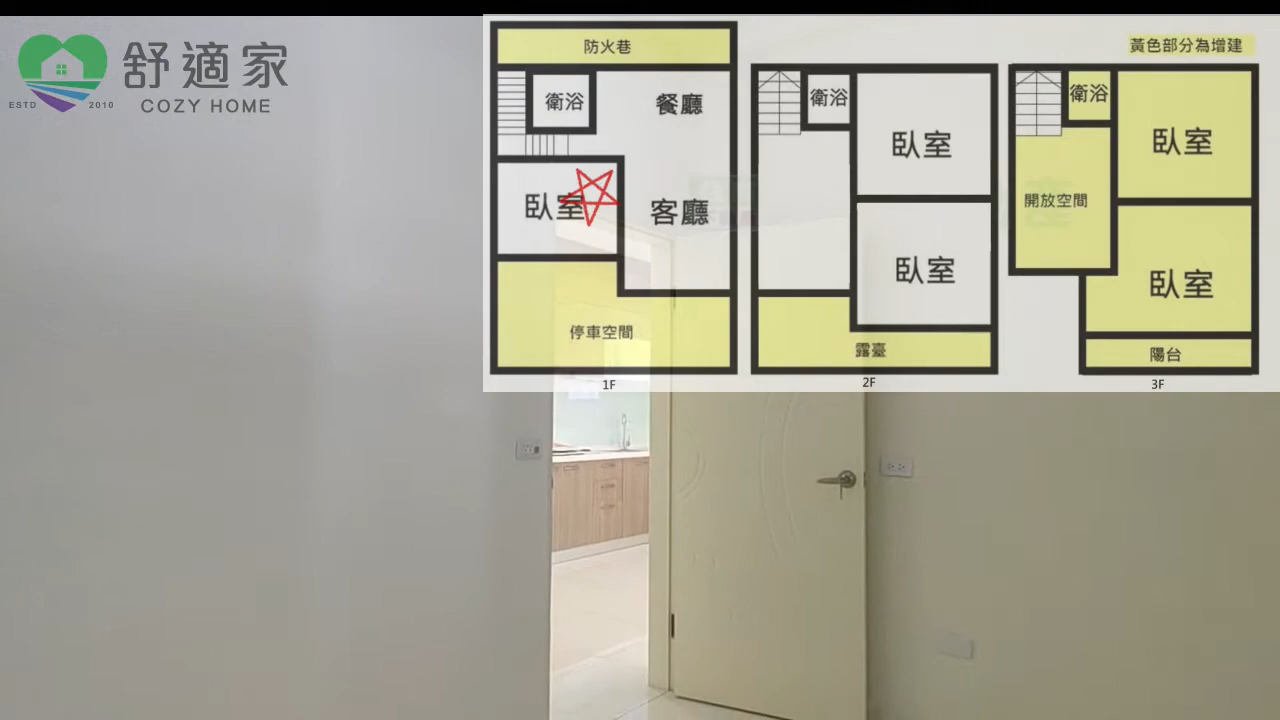 舒適家
COZY HOME
ESTD 2010
黃色部分為增建
防火巷
衛浴
餐廳
臥室
客廳
停車空間
1F
衛浴
臥室
臥室
露臺
2F
衛浴
臥室
開放空間
臥室
陽台
3F